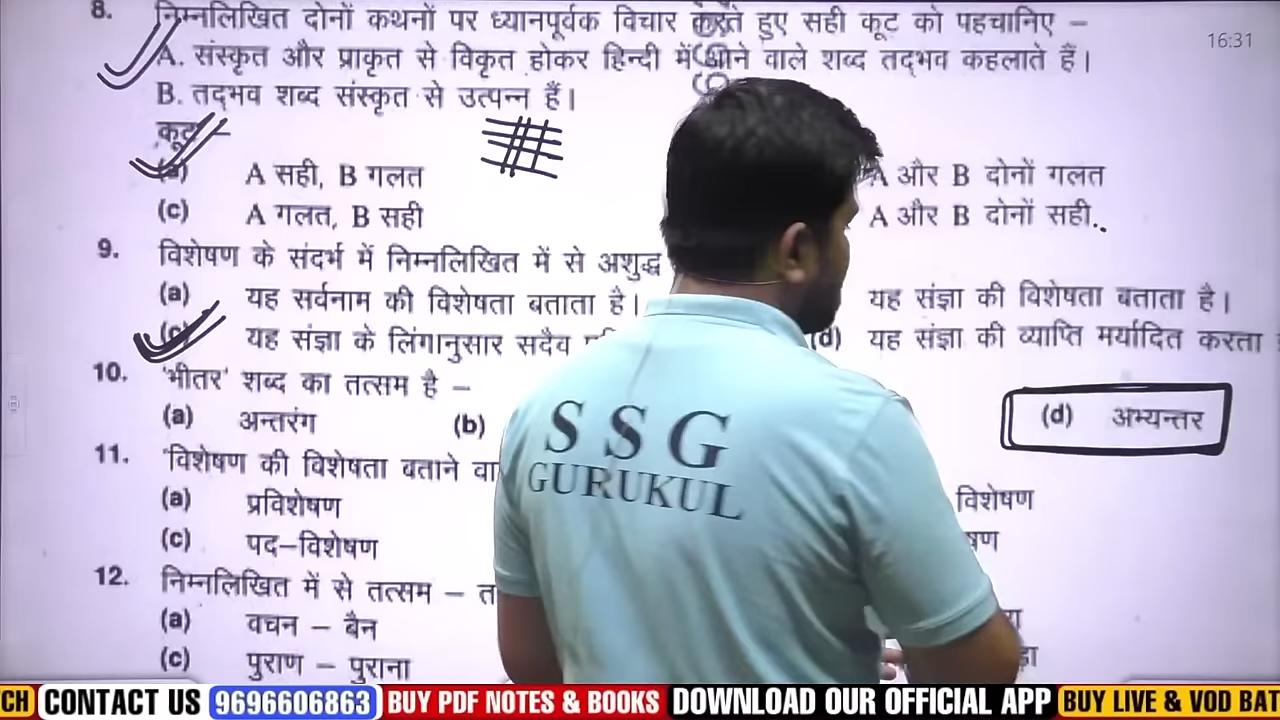 16:31
8. निम्नलिखित दोनों कथनों पर ध्यानपूर्वक विचार करते हुए सही कूट को पहचानिए –
A. संस्कृत और प्राकृत से विकृत होकर हिन्दी में आने वाले शब्द तद्भव कहलाते हैं।
B. तद्भव शब्द संस्कृत से उत्पन्न हैं।
कूट –
(a) A सही, B गलत A और B दोनों गलत
(c) A गलत, B सही A और B दोनों सही
9. विशेषण के संदर्भ में निम्नलिखित में से अशुद्ध
(a) यह सर्वनाम की विशेषता बताता है। यह संज्ञा की विशेषता बताता है।
(c) यह संज्ञा के लिंगानुसार सदैव (d) यह संज्ञा की व्याप्ति मर्यादित करता
10. 'भीतर' शब्द का तत्सम है –
(a) अन्तरंग (b) (d) अभ्यन्तर
11. 'विशेषण की विशेषता बताने
(a) प्रविशेषण विशेषण
(c) पद–विशेषण
12. निम्नलिखित में से तत्सम –
(a) वचन – बैन
(c) पुराण – पुराना
SSG
GURUKUL
CONTACT US 9696606863 BUY PDF NOTES & BOOKS DOWNLOAD OUR OFFICIAL APP BUY LIVE & VOD